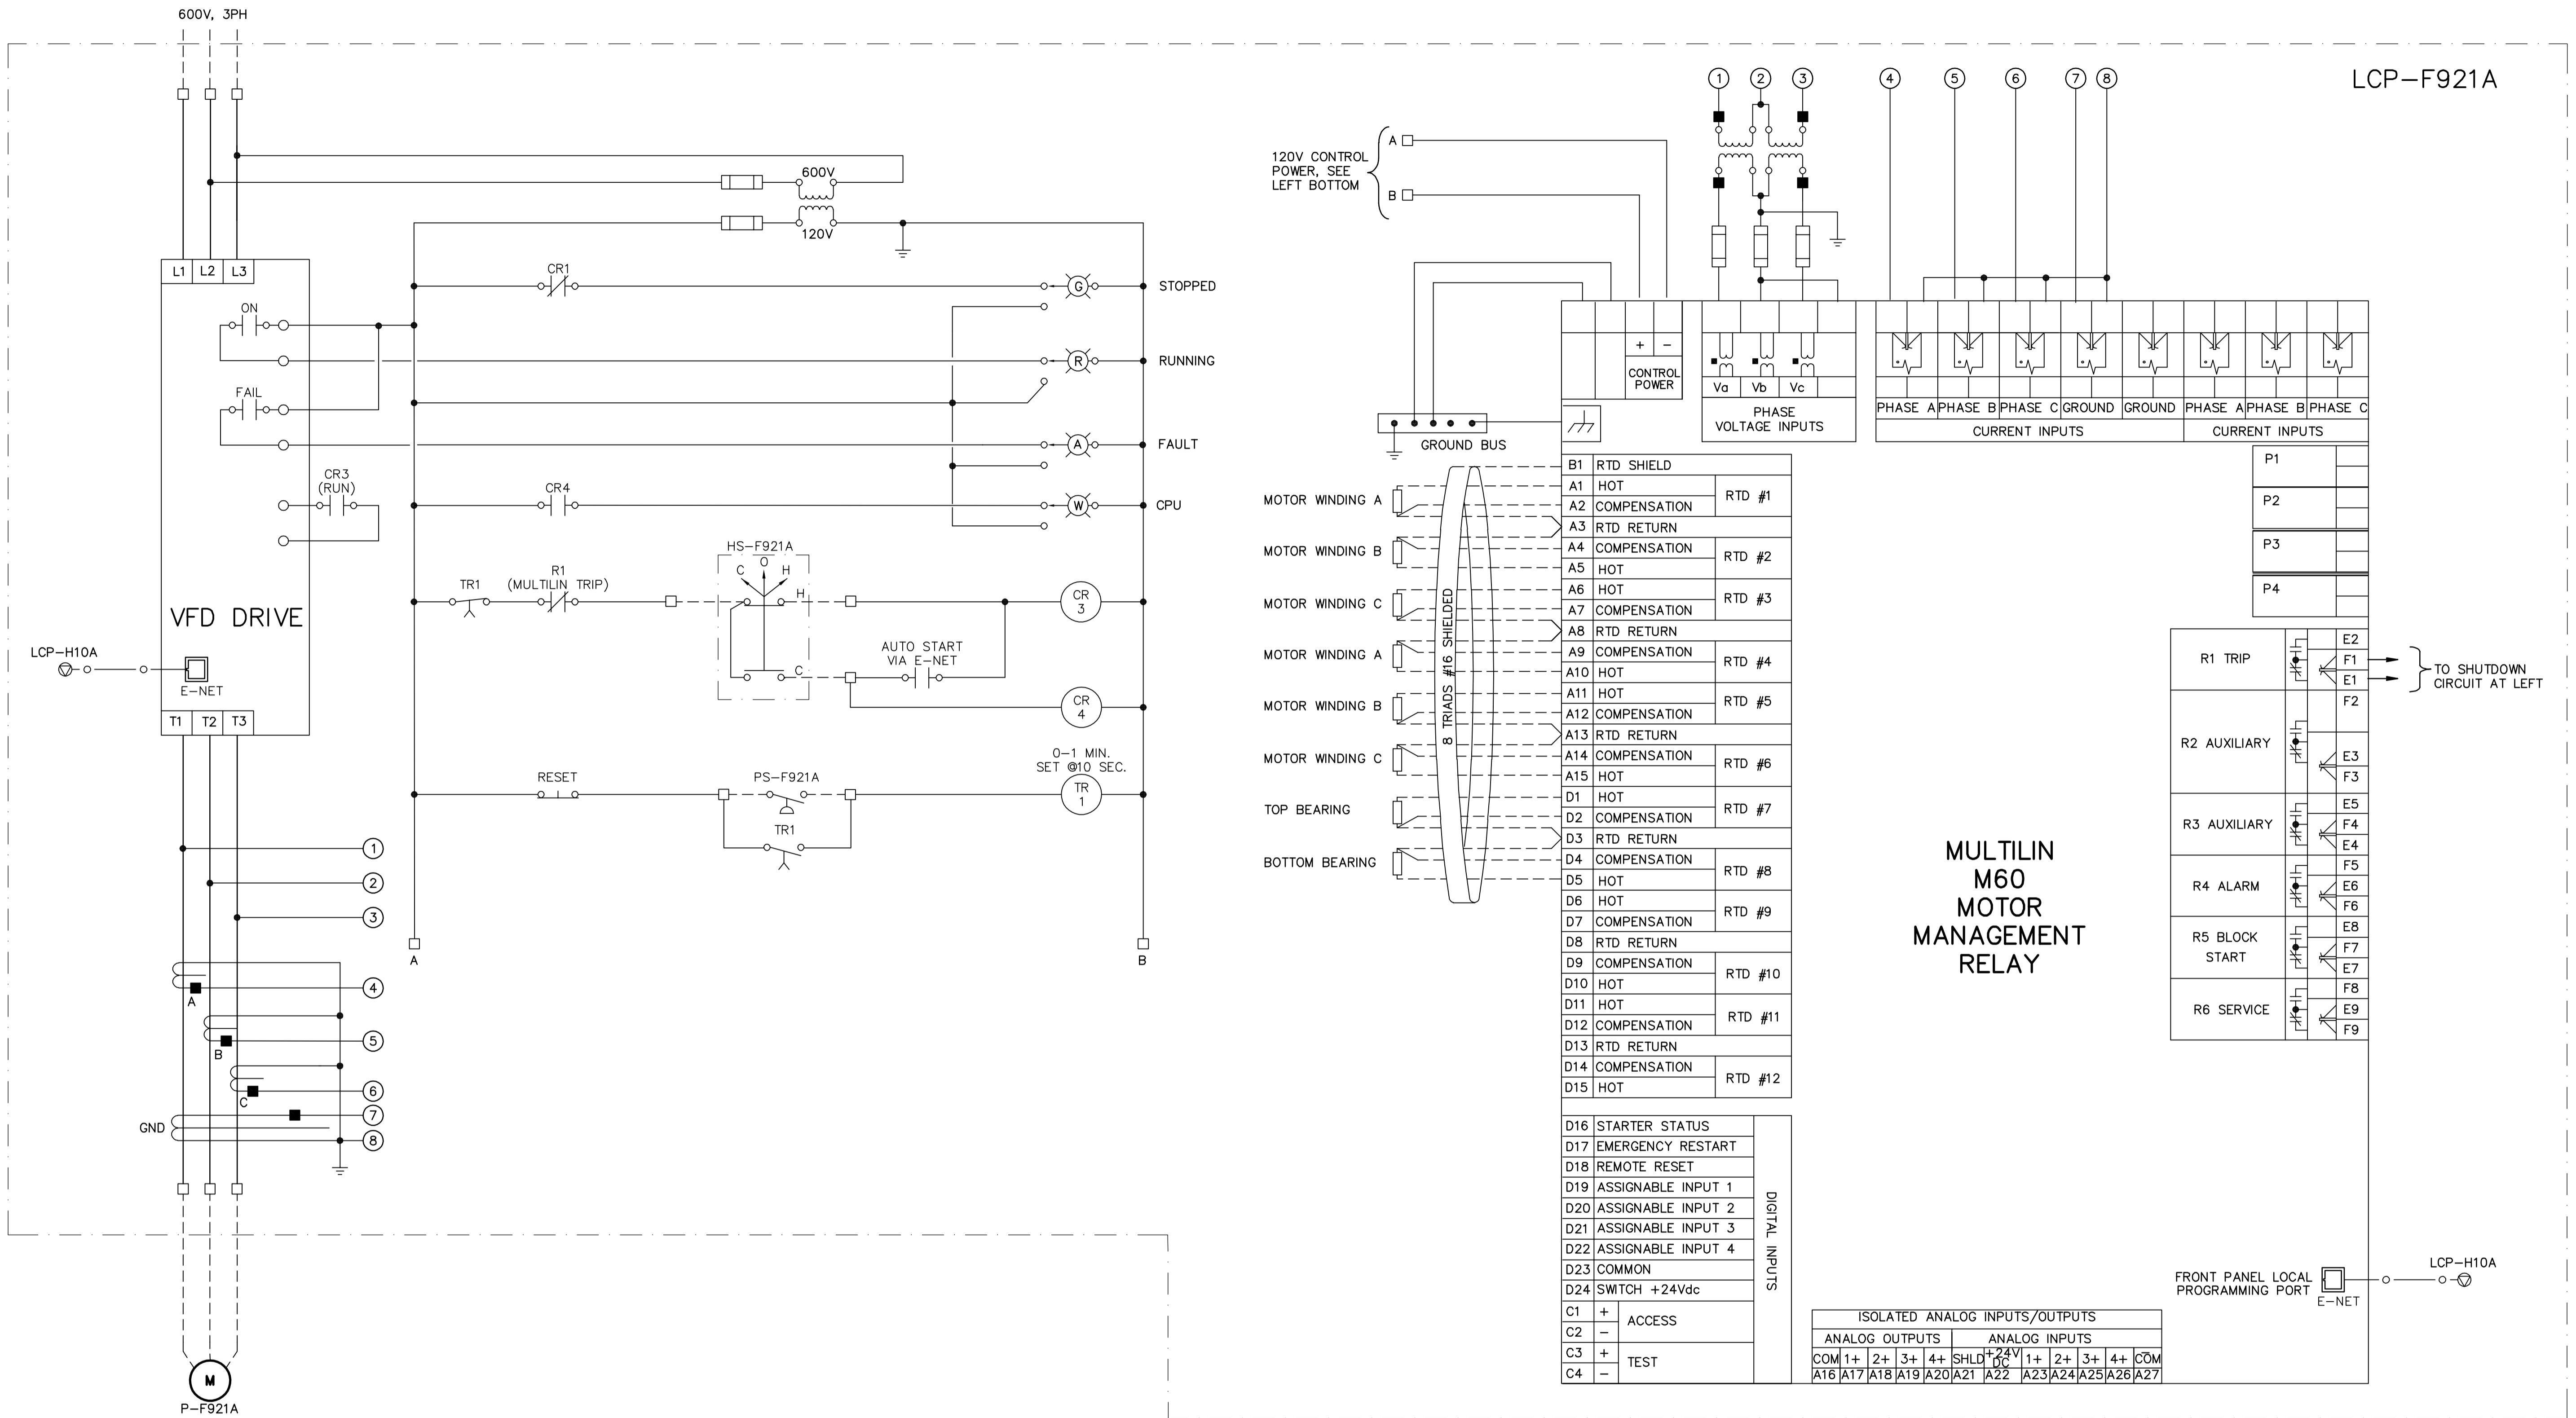 600V, 3PH
LCP-F921A
L1 L2 L3
ON
FAIL
CR3
(RUN)
VFD DRIVE
LCP-H10A
E-NET
T1 T2 T3
600V
120V
CR1
G
STOPPED
R
RUNNING
A
FAULT
CR4
W
CPU
HS-F921A
C O H
TR1
R1
(MULTILIN TRIP)
H
CR
3
AUTO START
VIA E-NET
C
CR
4
0-1 MIN.
SET @10 SEC.
RESET
PS-F921A
TR
1
TR1
A
B
1
2
3
4
A
5
B
6
C
7
GND
8
M
P-F921A
120V CONTROL
POWER, SEE
LEFT BOTTOM
A
B
1 2 3 4 5 6 7 8
+ -
CONTROL
POWER
Va Vb Vc
PHASE
VOLTAGE INPUTS
PHASE A PHASE B PHASE C GROUND GROUND PHASE A PHASE B PHASE C
CURRENT INPUTS
CURRENT INPUTS
GROUND BUS
MOTOR WINDING A
MOTOR WINDING B
MOTOR WINDING C
MOTOR WINDING A
MOTOR WINDING B
MOTOR WINDING C
TOP BEARING
BOTTOM BEARING
8 TRIADS #16 SHIELDED
B1 RTD SHIELD
A1 HOT
RTD #1
A2 COMPENSATION
A3 RTD RETURN
A4 COMPENSATION
RTD #2
A5 HOT
A6 HOT
RTD #3
A7 COMPENSATION
A8 RTD RETURN
A9 COMPENSATION
RTD #4
A10 HOT
A11 HOT
RTD #5
A12 COMPENSATION
A13 RTD RETURN
A14 COMPENSATION
RTD #6
A15 HOT
D1 HOT
RTD #7
D2 COMPENSATION
D3 RTD RETURN
D4 COMPENSATION
RTD #8
D5 HOT
D6 HOT
RTD #9
D7 COMPENSATION
D8 RTD RETURN
D9 COMPENSATION
RTD #10
D10 HOT
D11 HOT
RTD #11
D12 COMPENSATION
D13 RTD RETURN
D14 COMPENSATION
RTD #12
D15 HOT
D16 STARTER STATUS
D17 EMERGENCY RESTART
D18 REMOTE RESET
D19 ASSIGNABLE INPUT 1
D20 ASSIGNABLE INPUT 2
D21 ASSIGNABLE INPUT 3
D22 ASSIGNABLE INPUT 4
D23 COMMON
D24 SWITCH +24Vdc
DIGITAL INPUTS
C1 +
ACCESS
C2 -
C3 +
TEST
C4 -
MULTILIN
M60
MOTOR
MANAGEMENT
RELAY
P1
P2
P3
P4
R1 TRIP
E2
F1
E1
TO SHUTDOWN
CIRCUIT AT LEFT
R2 AUXILIARY
F2
E3
F3
R3 AUXILIARY
E5
F4
E4
R4 ALARM
F5
E6
F6
R5 BLOCK
START
E8
F7
E7
R6 SERVICE
F8
E9
F9
FRONT PANEL LOCAL
PROGRAMMING PORT
E-NET
LCP-H10A
ISOLATED ANALOG INPUTS/OUTPUTS
ANALOG OUTPUTS ANALOG INPUTS
COM 1+ 2+ 3+ 4+ SHLD +24V DC 1+ 2+ 3+ 4+ - COM
A16 A17 A18 A19 A20 A21 A22 A23 A24 A25 A26 A27